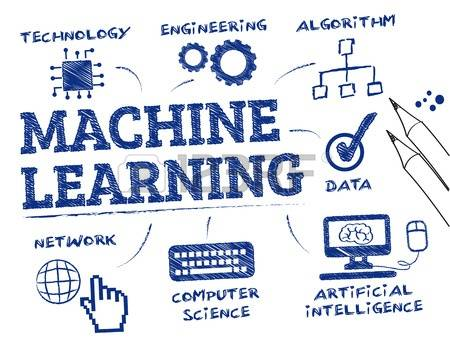 TECHNOLOGY
ENGINEERING
ALGORITHM
MACHINE
LEARNING
DATA
NETWORK
COMPUTER
SCIENCE
ARTIFICIAL
iNTELLIGENCE